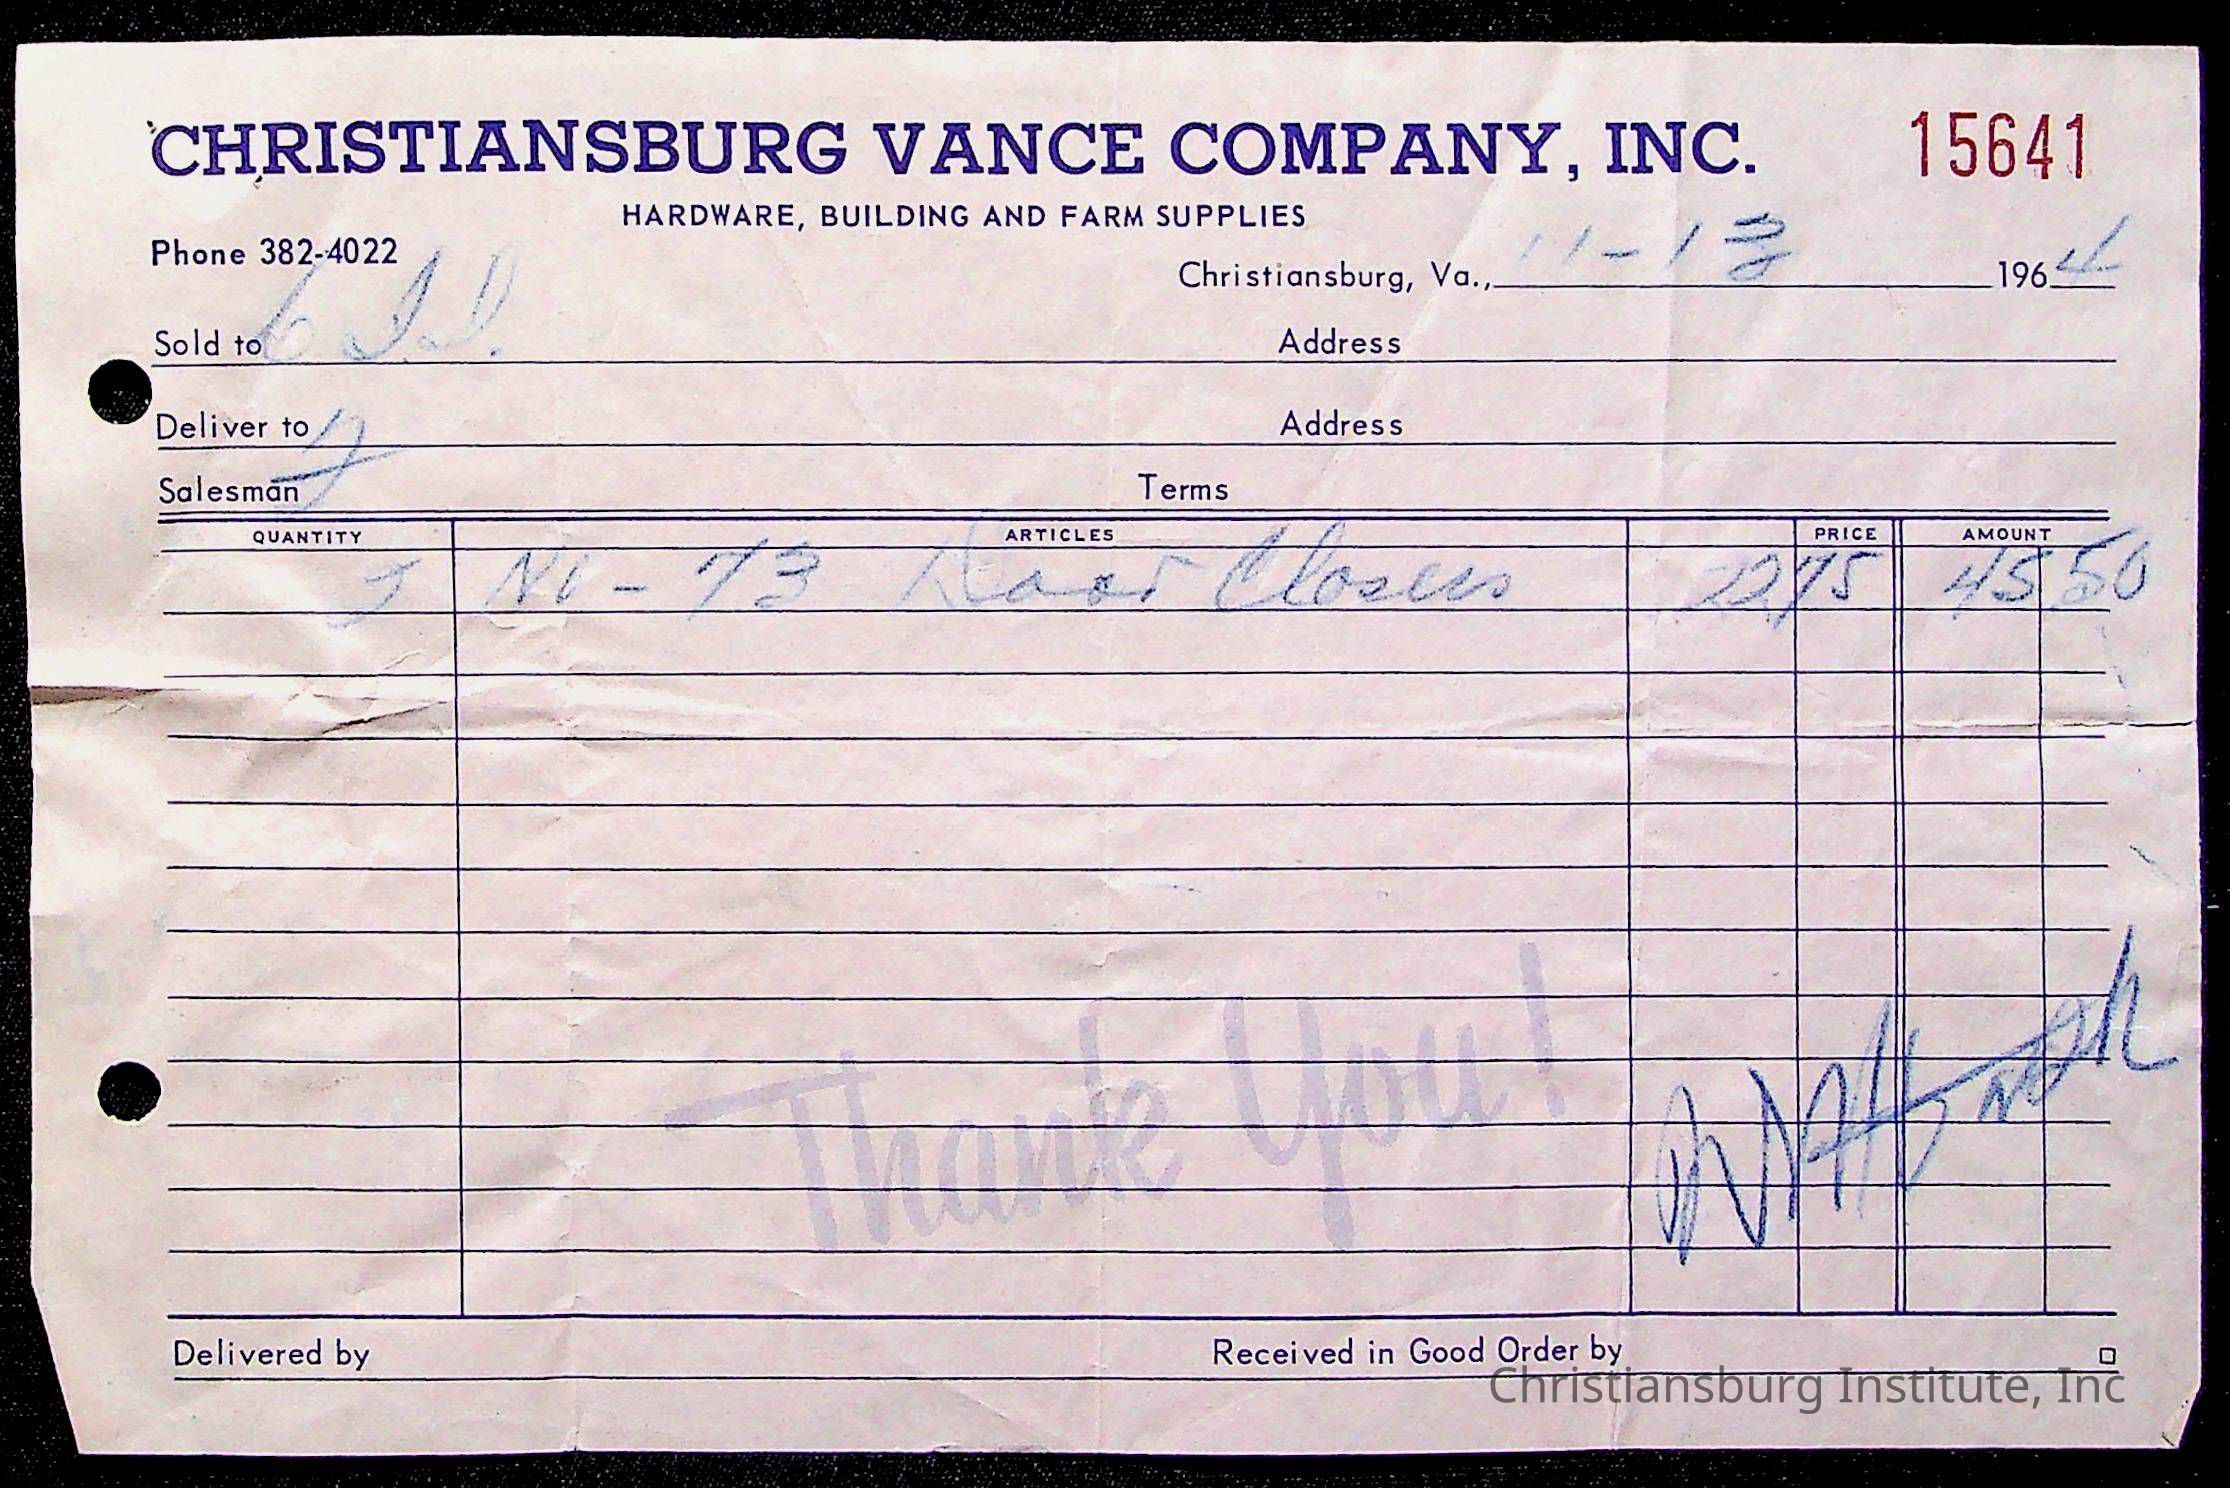 CHRISTIANSBURG VANCE COMPANY, INC. 15641
HARDWARE, BUILDING AND FARM SUPPLIES
Phone 382-4022
Christiansburg, Va., 11-13 1964
Sold to Address
Deliver to Address
Salesman Terms
QUANTITY ARTICLES PRICE AMOUNT
2 No - 73 Door Closers 22 75 45 50
Thank You!
Delivered by Received in Good Order by
Christiansburg Institute, Inc